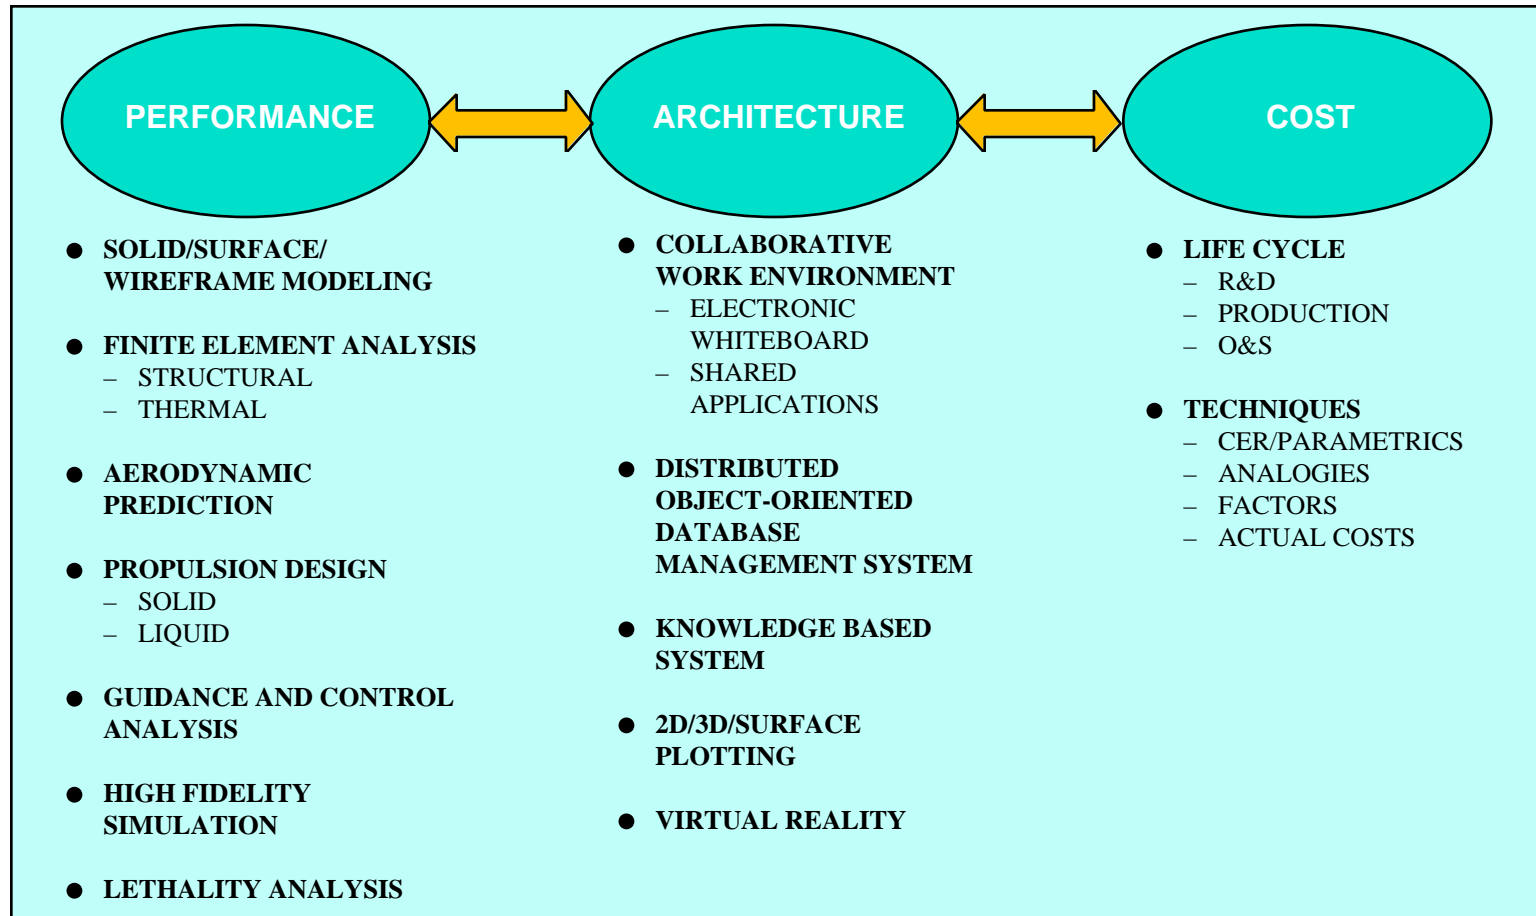 PERFORMANCE
● SOLID/SURFACE/
WIREFRAME MODELING
● FINITE ELEMENT ANALYSIS
– STRUCTURAL
– THERMAL
● AERODYNAMIC
PREDICTION
● PROPULSION DESIGN
– SOLID
– LIQUID
● GUIDANCE AND CONTROL
ANALYSIS
● HIGH FIDELITY
SIMULATION
● LETHALITY ANALYSIS
ARCHITECTURE
● COLLABORATIVE
WORK ENVIRONMENT
– ELECTRONIC
WHITEBOARD
– SHARED
APPLICATIONS
● DISTRIBUTED
OBJECT-ORIENTED
DATABASE
MANAGEMENT SYSTEM
● KNOWLEDGE BASED
SYSTEM
● 2D/3D/SURFACE
PLOTTING
● VIRTUAL REALITY
COST
● LIFE CYCLE
– R&D
– PRODUCTION
– O&S
● TECHNIQUES
– CER/PARAMETRICS
– ANALOGIES
– FACTORS
– ACTUAL COSTS